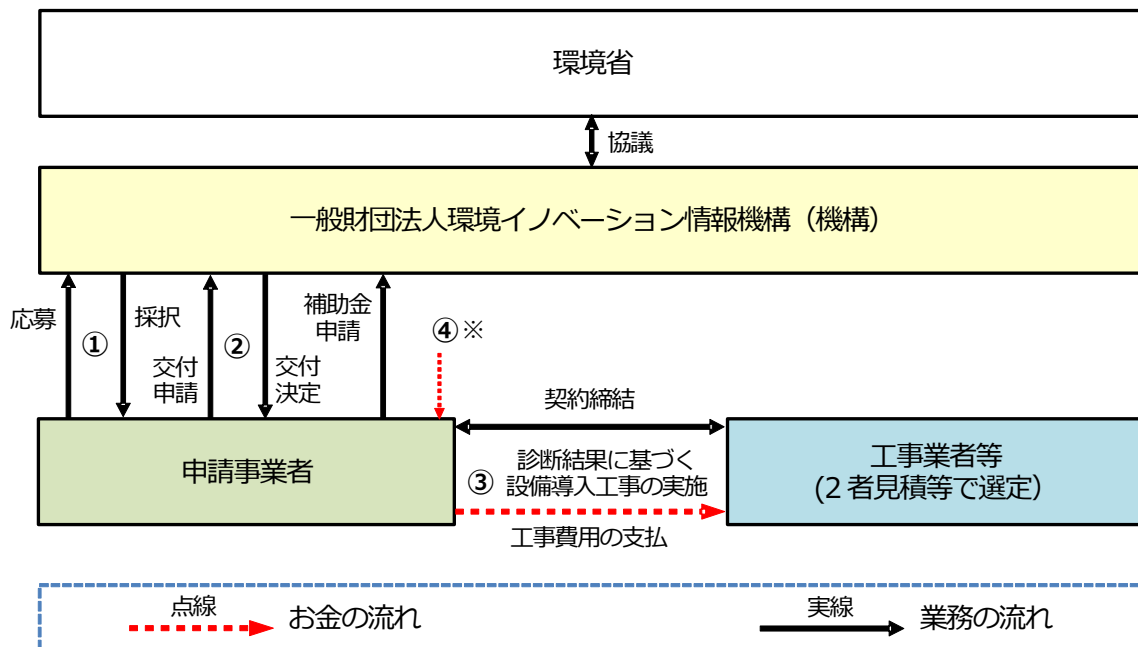 環境省
協議
一般財団法人環境イノベーション情報機構（機構）
応募
①
採択
交付
申請
②
交付
決定
補助金
申請
④※
契約締結
申請事業者
③
診断結果に基づく
設備導入工事の実施
工事費用の支払
工事業者等
(2 者見積等で選定）
点線
お金の流れ
実線
業務の流れ